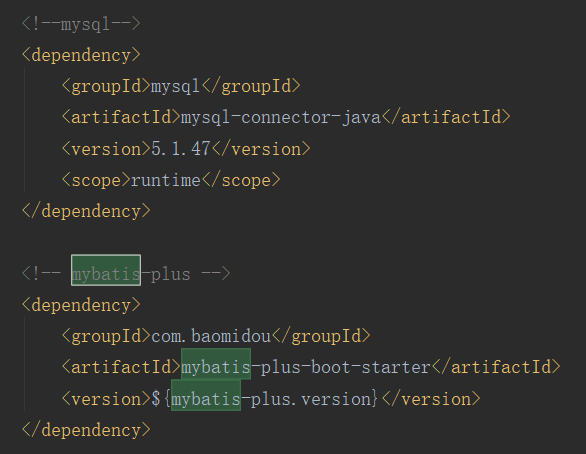 <!--mysql-->
<dependency>
<groupId>mysql</groupId>
<artifactId>mysql-connector-java</artifactId>
<version>5.1.47</version>
<scope>runtime</scope>
</dependency>
<!-- mybatis-plus -->
<dependency>
<groupId>com.baomidou</groupId>
<artifactId>mybatis-plus-boot-starter</artifactId>
<version>${mybatis-plus.version}</version>
</dependency>